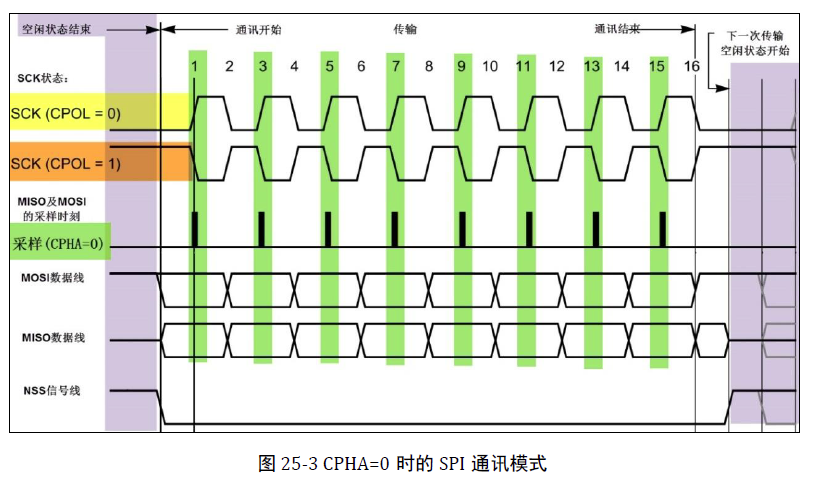 空闲状态结束
通讯开始
传输
通讯结束
下一次传输
空闲状态开始
1 2 3 4 5 6 7 8 9 10 11 12 13 14 15 16
SCK状态:
SCK (CPOL = 0)
SCK (CPOL = 1)
MISO及MOSI
的采样时刻
采样(CPHA=0)
MOSI数据线
MISO数据线
NSS信号线
图 25-3 CPHA=0 时的 SPI 通讯模式